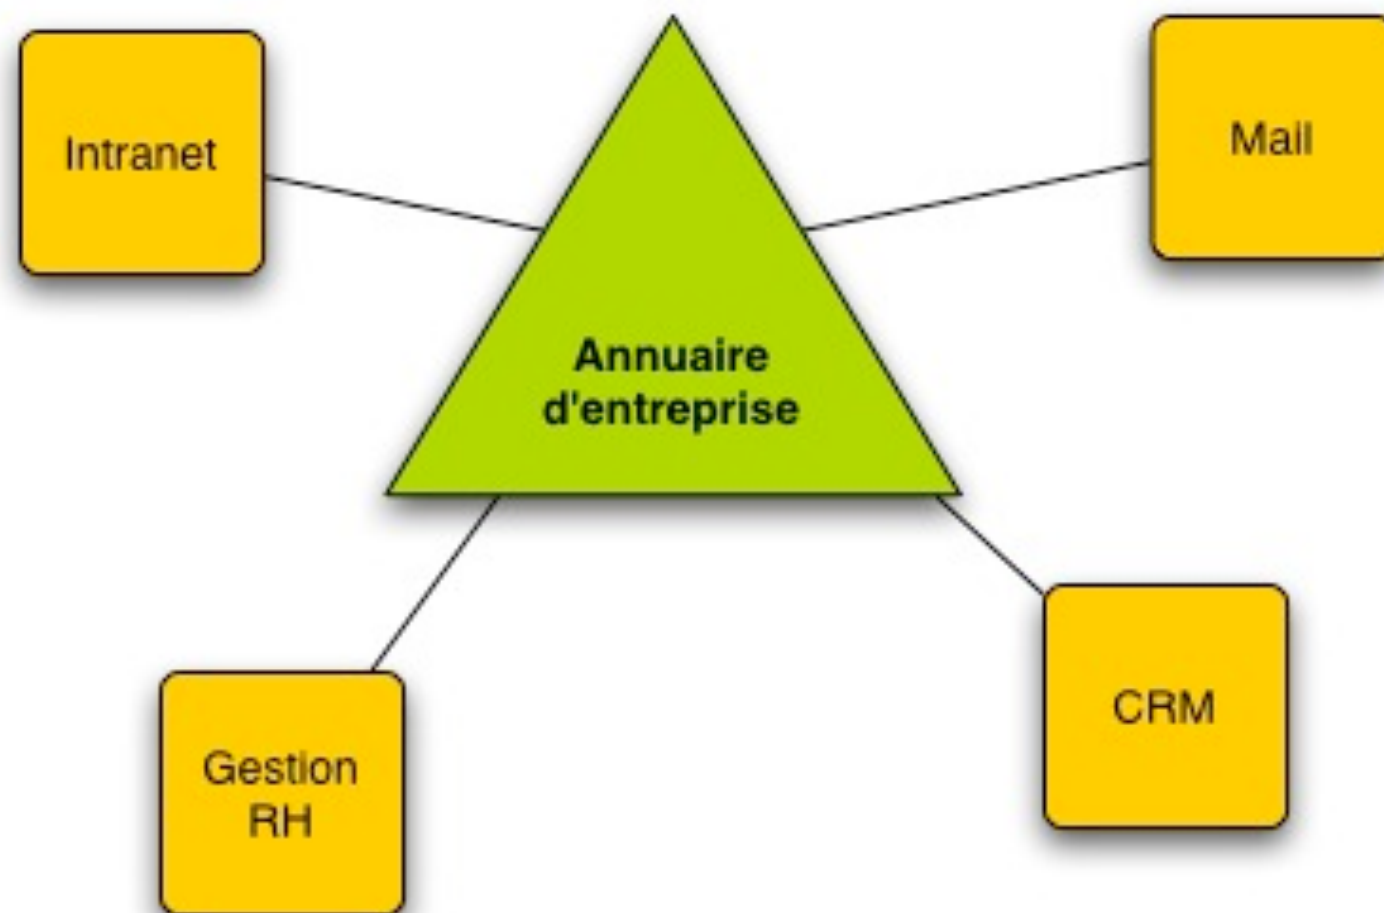 Intranet
Mail
Annuaire
d'entreprise
CRM
Gestion
RH